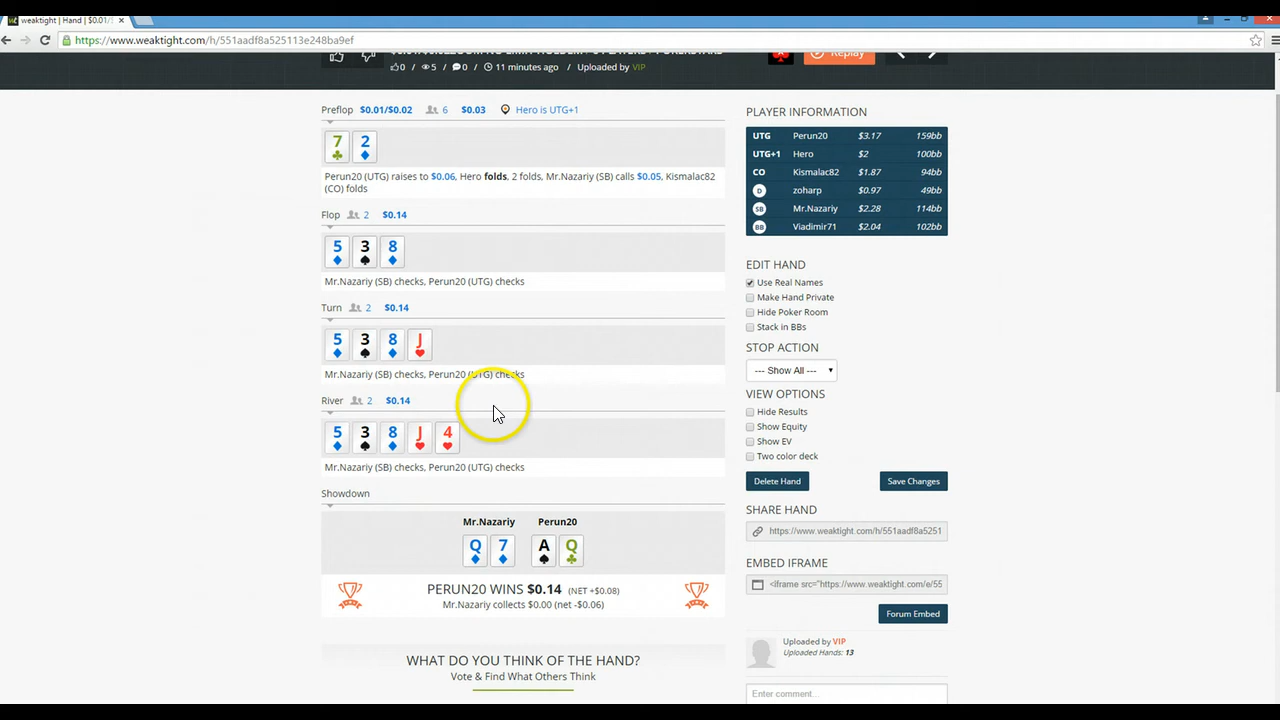 weaktight | Hand | $0.01/
https://www.weaktight.com/h/551aadf8a525113e248ba9ef
0 / 5 / 0 / 11 minutes ago / Uploaded by VIP
Replay
Preflop $0.01/$0.02 6 $0.03 Hero is UTG+1
7 2
Perun20 (UTG) raises to $0.06, Hero folds, 2 folds, Mr.Nazariy (SB) calls $0.05, Kismalac82
(CO) folds
Flop 2 $0.14
5 3 8
Mr.Nazariy (SB) checks, Perun20 (UTG) checks
Turn 2 $0.14
5 3 8 J
Mr.Nazariy (SB) checks, Perun20 (UTG) checks
River 2 $0.14
5 3 8 J 4
Mr.Nazariy (SB) checks, Perun20 (UTG) checks
Showdown
Mr.Nazariy Perun20
Q 7 A Q
PERUN20 WINS $0.14 (NET +$0.08)
Mr.Nazariy collects $0.00 (net -$0.06)
WHAT DO YOU THINK OF THE HAND?
Vote & Find What Others Think
PLAYER INFORMATION
UTG Perun20 $3.17 159bb
UTG+1 Hero $2 100bb
CO Kismalac82 $1.87 94bb
D zoharp $0.97 49bb
SB Mr.Nazariy $2.28 114bb
BB Viadimir71 $2.04 102bb
EDIT HAND
Use Real Names
Make Hand Private
Hide Poker Room
Stack in BBs
STOP ACTION
--- Show All ---
VIEW OPTIONS
Hide Results
Show Equity
Show EV
Two color deck
Delete Hand Save Changes
SHARE HAND
https://www.weaktight.com/h/551aadf8a5251
EMBED IFRAME
<iframe src="https://www.weaktight.com/e/55
Forum Embed
Uploaded by VIP
Uploaded Hands: 13
Enter comment...